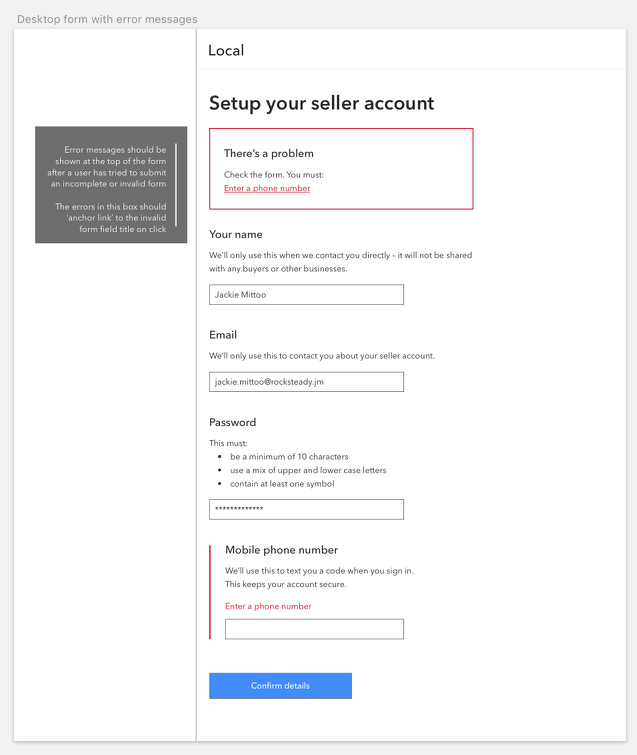 Desktop form with error messages
Local
Setup your seller account
Error messages should be
shown at the top of the form
after a user has tried to submit
an incomplete or invalid form
The errors in this box should
‘anchor link’ to the invalid
form field title on click
There’s a problem
Check the form. You must:
Enter a phone number
Your name
We’ll only use this when we contact you directly – it will not be shared
with any buyers or other businesses.
Jackie Mittoo
Email
We’ll only use this to contact you about your seller account.
jackie.mittoo@rocksteady.jm
Password
This must:
• be a minimum of 10 characters
• use a mix of upper and lower case letters
• contain at least one symbol
*************
Mobile phone number
We’ll use this to text you a code when you sign in.
This keeps your account secure.
Enter a phone number
Confirm details